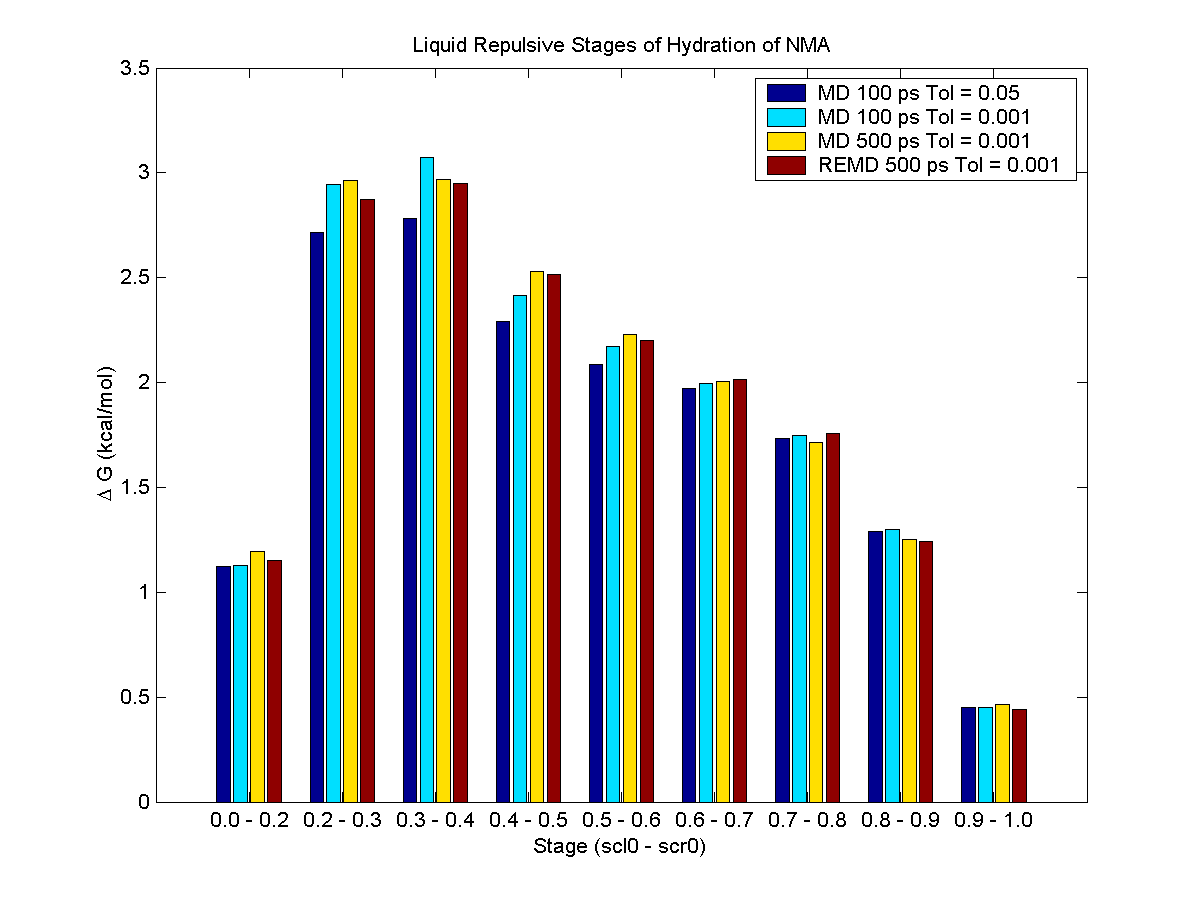 Liquid Repulsive Stages of Hydration of NMA
MD 100 ps Tol = 0.05
MD 100 ps Tol = 0.001
MD 500 ps Tol = 0.001
REMD 500 ps Tol = 0.001
Δ G (kcal/mol)
3.5
3
2.5
2
1.5
1
0.5
0
0.0 - 0.2 0.2 - 0.3 0.3 - 0.4 0.4 - 0.5 0.5 - 0.6 0.6 - 0.7 0.7 - 0.8 0.8 - 0.9 0.9 - 1.0
Stage (scl0 - scr0)